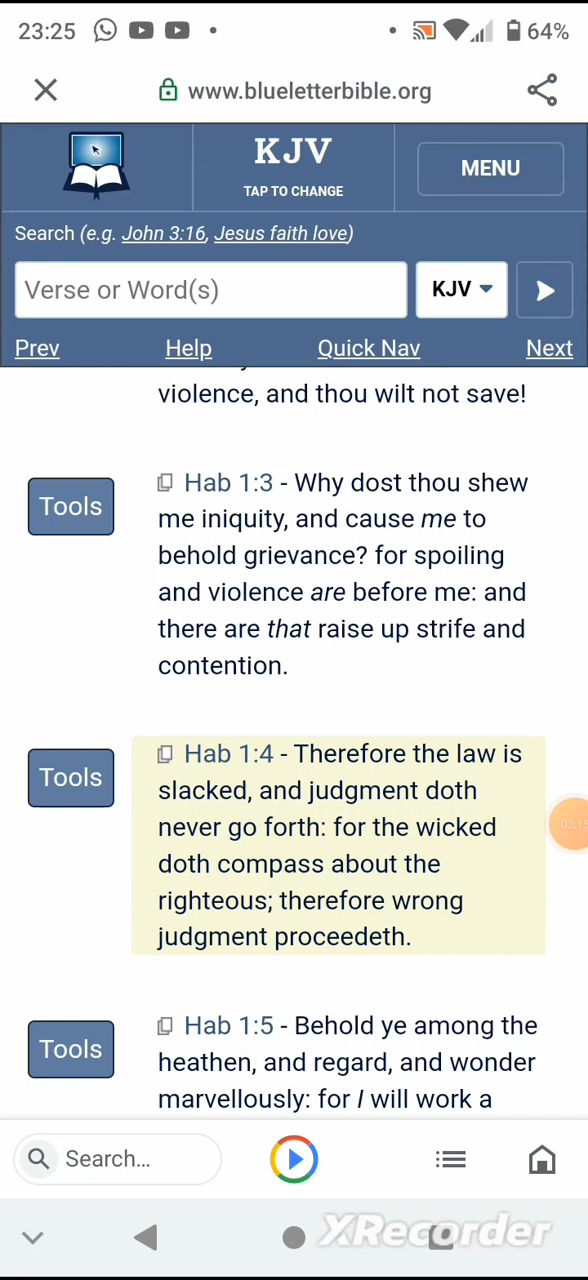 23:25
64%
www.blueletterbible.org
KJV
TAP TO CHANGE
MENU
Search (e.g. John 3:16, Jesus faith love)
Verse or Word(s)
KJV
Prev
Help
Quick Nav
Next
violence, and thou wilt not save!
Tools
Hab 1:3 - Why dost thou shew
me iniquity, and cause me to
behold grievance? for spoiling
and violence are before me: and
there are that raise up strife and
contention.
Tools
Hab 1:4 - Therefore the law is
slacked, and judgment doth
never go forth: for the wicked
doth compass about the
righteous; therefore wrong
judgment proceedeth.
Tools
Hab 1:5 - Behold ye among the
heathen, and regard, and wonder
marvellously: for I will work a
Search...
XRecorder